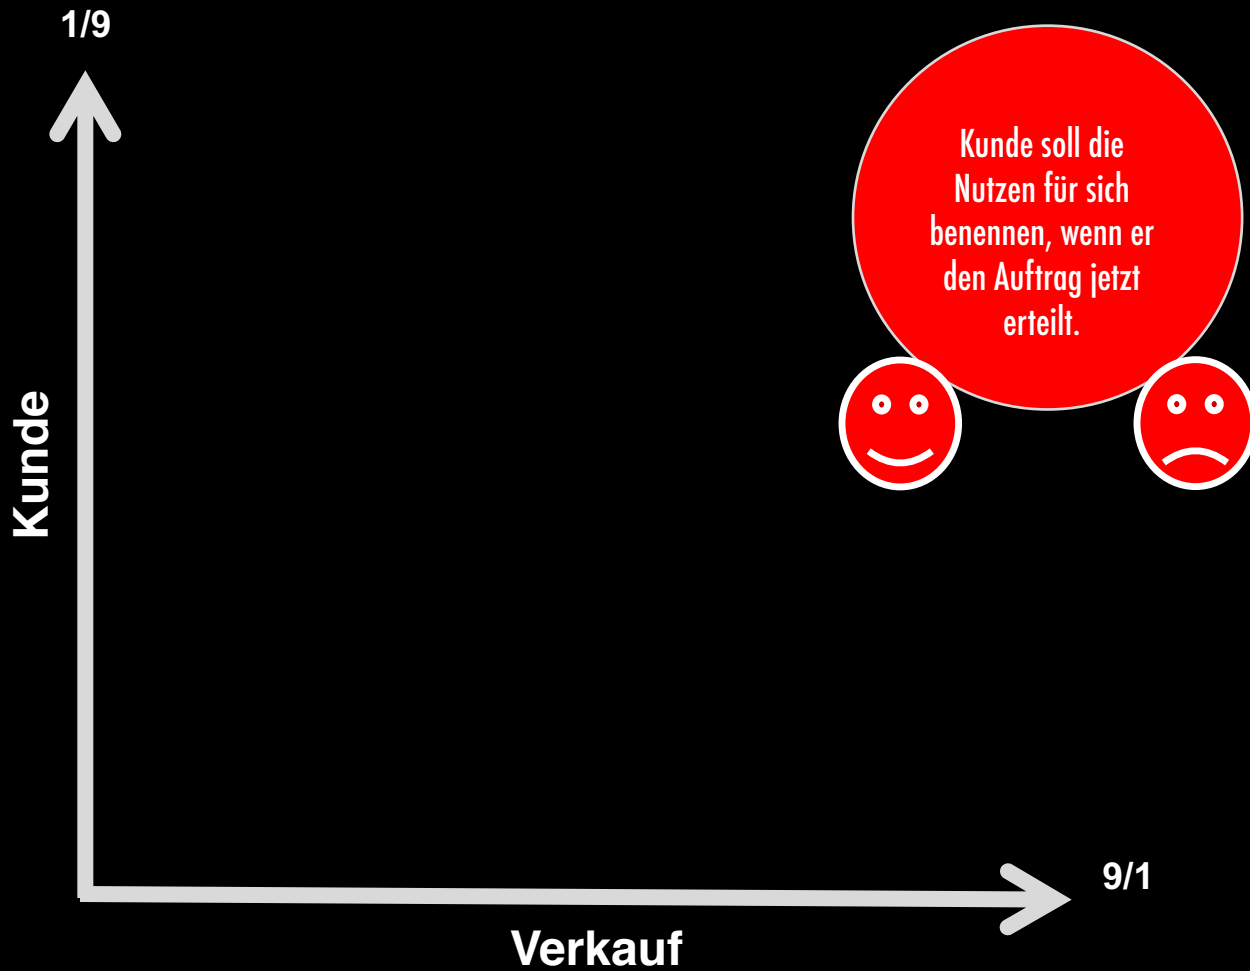 1/9
Kunde soll die
Nutzen für sich
benennen, wenn er
den Auftrag jetzt
erteilt.
Kunde
9/1
Verkauf